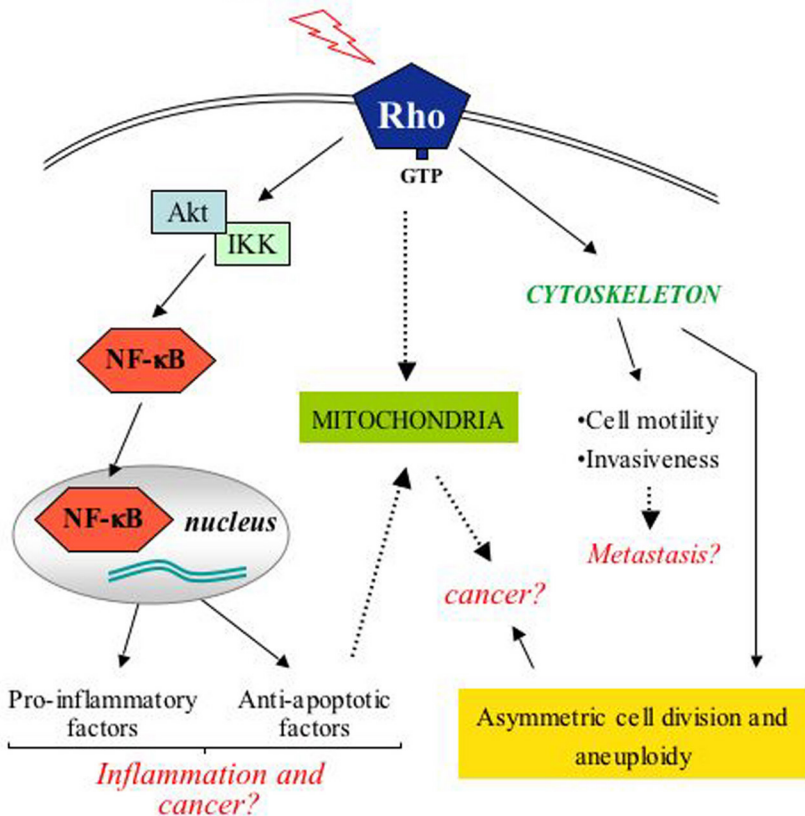 Rho
GTP
Akt
IKK
CYTOSKELETON
NF-κB
MITOCHONDRIA
•Cell motility
•Invasiveness
NF-κB
nucleus
Metastasis?
cancer?
Pro-inflammatory
factors
Anti-apoptotic
factors
Asymmetric cell division and
aneuploidy
Inflammation and
cancer?